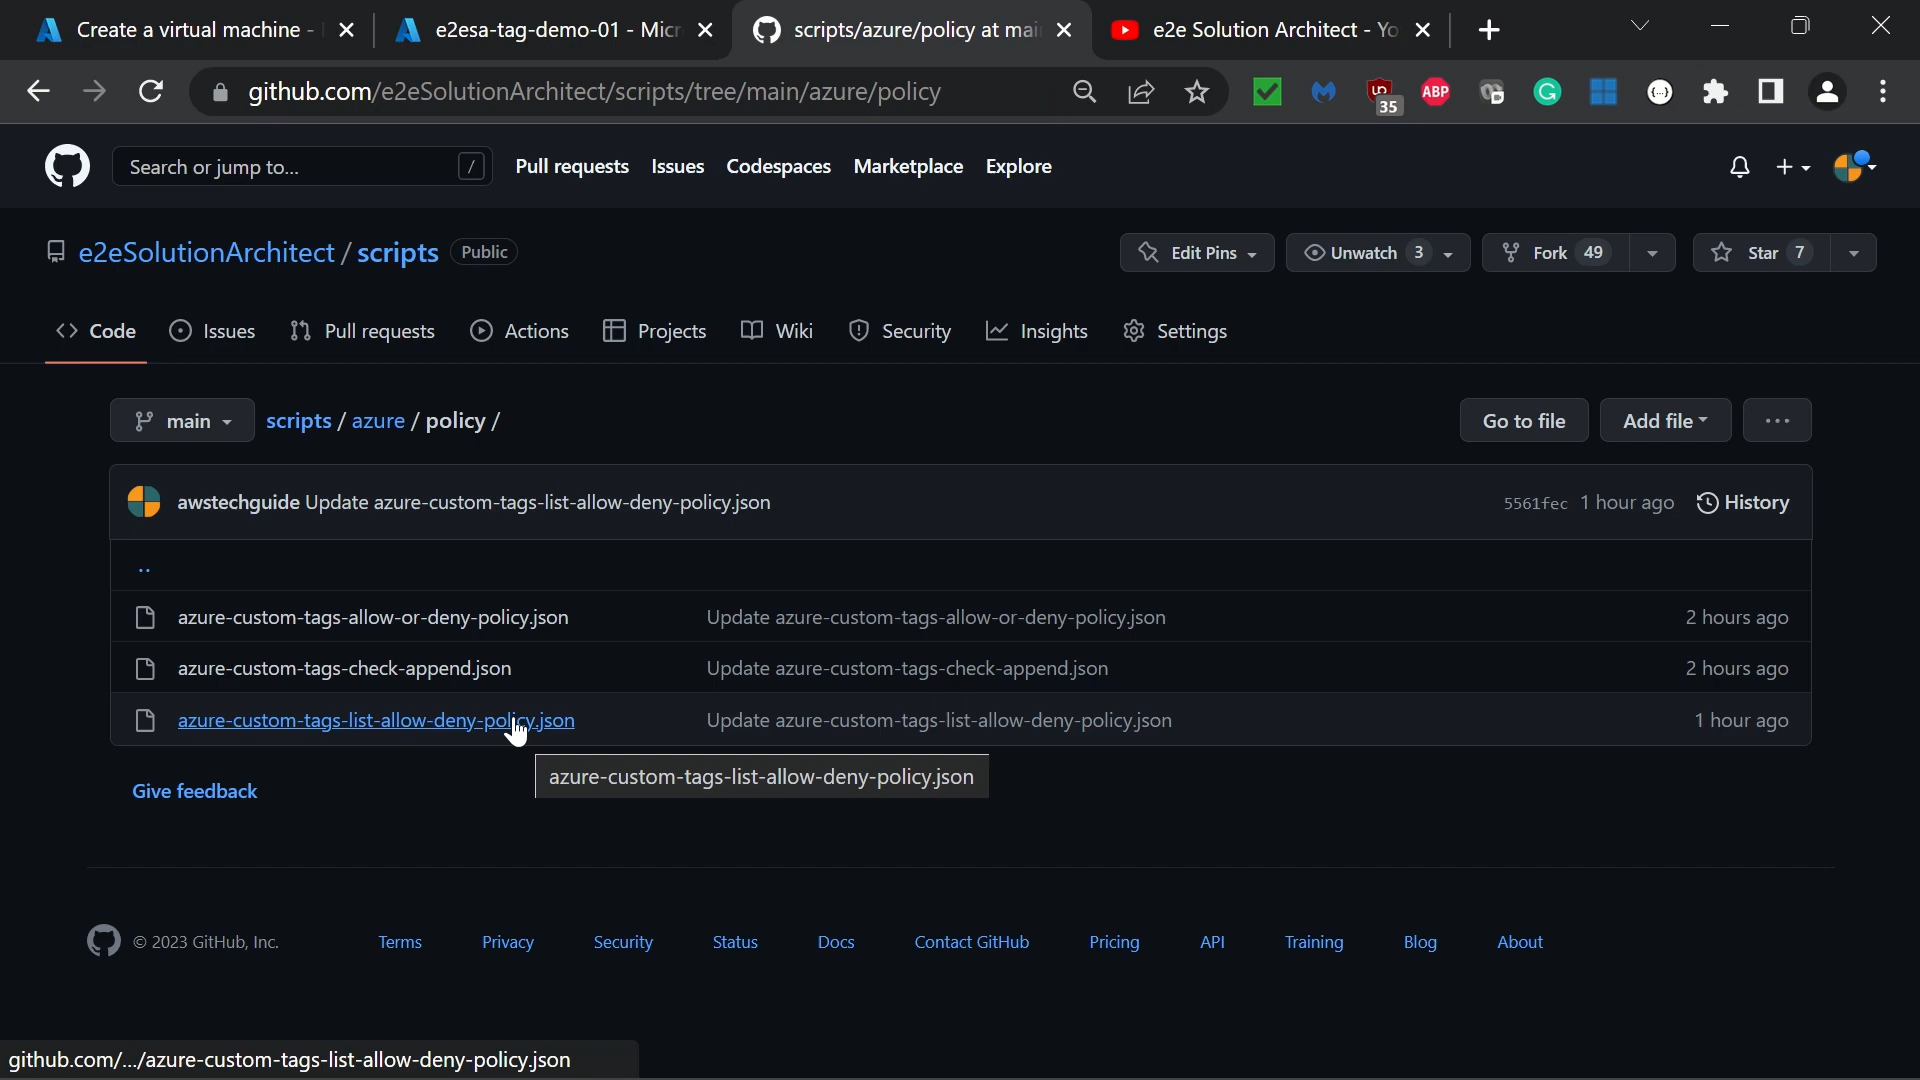 Create a virtual machine -
e2esa-tag-demo-01 - Micr
scripts/azure/policy at mai
e2e Solution Architect - Yo
github.com/e2eSolutionArchitect/scripts/tree/main/azure/policy
35
ABP
Search or jump to...
/
Pull requests
Issues
Codespaces
Marketplace
Explore
e2eSolutionArchitect / scripts
Public
Edit Pins
Unwatch 3
Fork 49
Star 7
Code
Issues
Pull requests
Actions
Projects
Wiki
Security
Insights
Settings
main
scripts / azure / policy /
Go to file
Add file
awstechguide Update azure-custom-tags-list-allow-deny-policy.json
5561fec 1 hour ago
History
..
azure-custom-tags-allow-or-deny-policy.json
Update azure-custom-tags-allow-or-deny-policy.json
2 hours ago
azure-custom-tags-check-append.json
Update azure-custom-tags-check-append.json
2 hours ago
azure-custom-tags-list-allow-deny-policy.json
Update azure-custom-tags-list-allow-deny-policy.json
1 hour ago
azure-custom-tags-list-allow-deny-policy.json
Give feedback
© 2023 GitHub, Inc.
Terms
Privacy
Security
Status
Docs
Contact GitHub
Pricing
API
Training
Blog
About
github.com/.../azure-custom-tags-list-allow-deny-policy.json